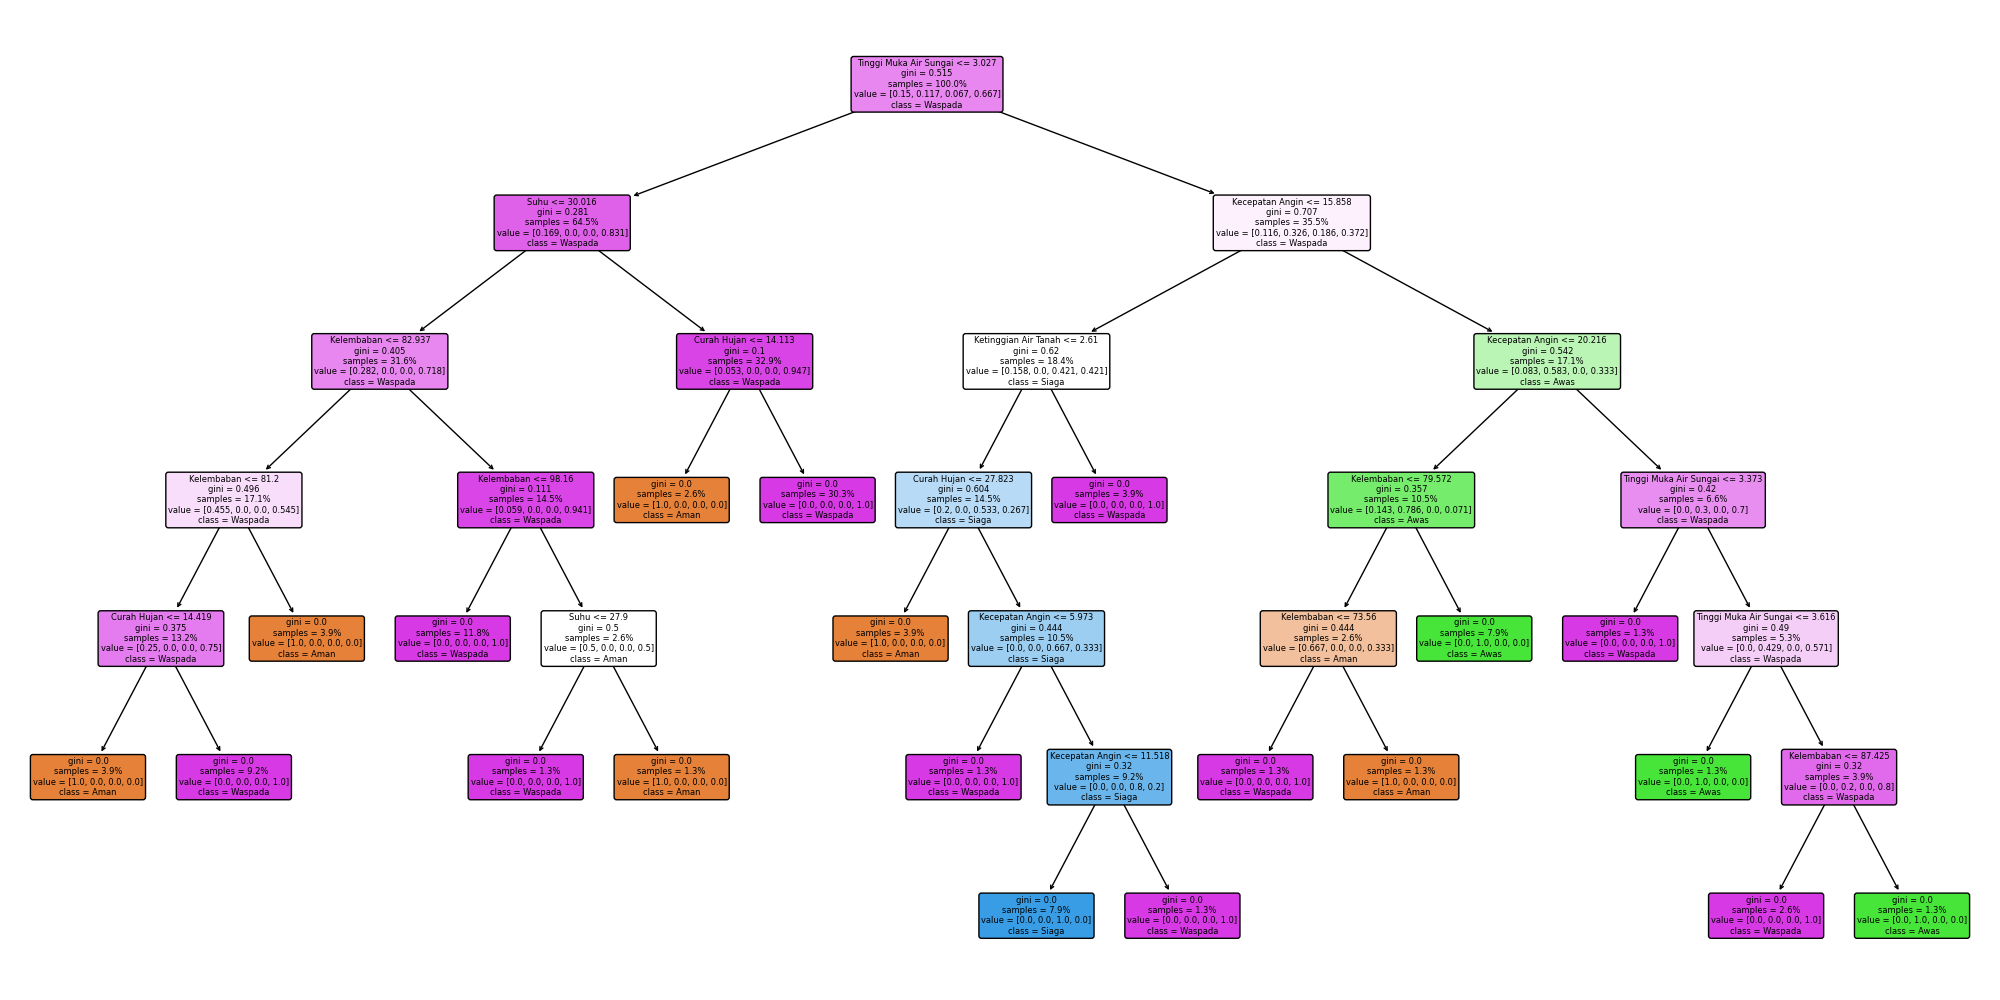 Tinggi Muka Air Sungai <= 3.027
gini = 0.515
samples = 100.0%
value = [0.15, 0.117, 0.067, 0.667]
class = Waspada
Suhu <= 30.016
gini = 0.281
samples = 64.5%
value = [0.169, 0.0, 0.0, 0.831]
class = Waspada
Kecepatan Angin <= 15.858
gini = 0.707
samples = 35.5%
value = [0.116, 0.326, 0.186, 0.372]
class = Waspada
Kelembaban <= 82.937
gini = 0.405
samples = 31.6%
value = [0.282, 0.0, 0.0, 0.718]
class = Waspada
Curah Hujan <= 14.113
gini = 0.1
samples = 32.9%
value = [0.053, 0.0, 0.0, 0.947]
class = Waspada
Ketinggian Air Tanah <= 2.61
gini = 0.62
samples = 18.4%
value = [0.158, 0.0, 0.421, 0.421]
class = Siaga
Kecepatan Angin <= 20.216
gini = 0.542
samples = 17.1%
value = [0.083, 0.583, 0.0, 0.333]
class = Awas
Kelembaban <= 81.2
gini = 0.496
samples = 17.1%
value = [0.455, 0.0, 0.0, 0.545]
class = Waspada
Kelembaban <= 98.16
gini = 0.111
samples = 14.5%
value = [0.059, 0.0, 0.0, 0.941]
class = Waspada
gini = 0.0
samples = 2.6%
value = [1.0, 0.0, 0.0, 0.0]
class = Aman
gini = 0.0
samples = 30.3%
value = [0.0, 0.0, 0.0, 1.0]
class = Waspada
Curah Hujan <= 27.823
gini = 0.604
samples = 14.5%
value = [0.2, 0.0, 0.533, 0.267]
class = Siaga
gini = 0.0
samples = 3.9%
value = [0.0, 0.0, 0.0, 1.0]
class = Waspada
Kelembaban <= 79.572
gini = 0.357
samples = 10.5%
value = [0.143, 0.786, 0.0, 0.071]
class = Awas
Tinggi Muka Air Sungai <= 3.373
gini = 0.42
samples = 6.6%
value = [0.0, 0.3, 0.0, 0.7]
class = Waspada
Curah Hujan <= 14.419
gini = 0.375
samples = 13.2%
value = [0.25, 0.0, 0.0, 0.75]
class = Waspada
gini = 0.0
samples = 3.9%
value = [1.0, 0.0, 0.0, 0.0]
class = Aman
gini = 0.0
samples = 11.8%
value = [0.0, 0.0, 0.0, 1.0]
class = Waspada
Suhu <= 27.9
gini = 0.5
samples = 2.6%
value = [0.5, 0.0, 0.0, 0.5]
class = Aman
gini = 0.0
samples = 3.9%
value = [1.0, 0.0, 0.0, 0.0]
class = Aman
Kecepatan Angin <= 5.973
gini = 0.444
samples = 10.5%
value = [0.0, 0.0, 0.667, 0.333]
class = Siaga
Kelembaban <= 73.56
gini = 0.444
samples = 2.6%
value = [0.667, 0.0, 0.0, 0.333]
class = Aman
gini = 0.0
samples = 7.9%
value = [0.0, 1.0, 0.0, 0.0]
class = Awas
gini = 0.0
samples = 1.3%
value = [0.0, 0.0, 0.0, 1.0]
class = Waspada
Tinggi Muka Air Sungai <= 3.616
gini = 0.49
samples = 5.3%
value = [0.0, 0.429, 0.0, 0.571]
class = Waspada
gini = 0.0
samples = 3.9%
value = [1.0, 0.0, 0.0, 0.0]
class = Aman
gini = 0.0
samples = 9.2%
value = [0.0, 0.0, 0.0, 1.0]
class = Waspada
gini = 0.0
samples = 1.3%
value = [0.0, 0.0, 0.0, 1.0]
class = Waspada
gini = 0.0
samples = 1.3%
value = [1.0, 0.0, 0.0, 0.0]
class = Aman
gini = 0.0
samples = 1.3%
value = [0.0, 0.0, 0.0, 1.0]
class = Waspada
Kecepatan Angin <= 11.518
gini = 0.32
samples = 9.2%
value = [0.0, 0.0, 0.8, 0.2]
class = Siaga
gini = 0.0
samples = 1.3%
value = [0.0, 0.0, 0.0, 1.0]
class = Waspada
gini = 0.0
samples = 1.3%
value = [1.0, 0.0, 0.0, 0.0]
class = Aman
gini = 0.0
samples = 1.3%
value = [0.0, 1.0, 0.0, 0.0]
class = Awas
Kelembaban <= 87.425
gini = 0.32
samples = 3.9%
value = [0.0, 0.2, 0.0, 0.8]
class = Waspada
gini = 0.0
samples = 7.9%
value = [0.0, 0.0, 1.0, 0.0]
class = Siaga
gini = 0.0
samples = 1.3%
value = [0.0, 0.0, 0.0, 1.0]
class = Waspada
gini = 0.0
samples = 2.6%
value = [0.0, 0.0, 0.0, 1.0]
class = Waspada
gini = 0.0
samples = 1.3%
value = [0.0, 1.0, 0.0, 0.0]
class = Awas